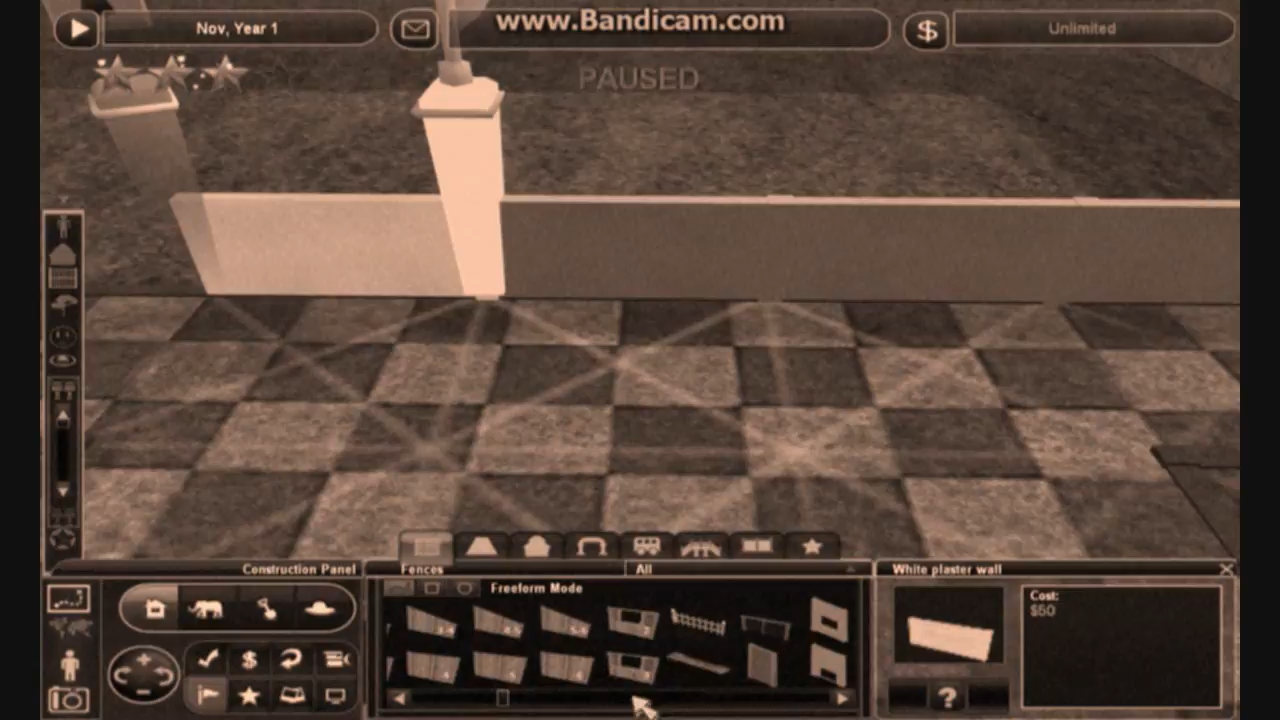 www.Bandicam.com
Nov, Year 1
Unlimited
PAUSED
Construction Panel
Fences
All
White plaster wall
Freeform Mode
Cost:
$50